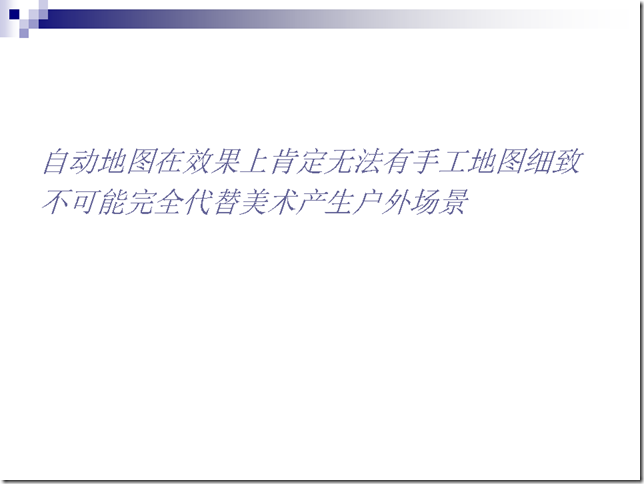 自动地图在效果上肯定无法有手工地图细致
不可能完全代替美术产生户外场景